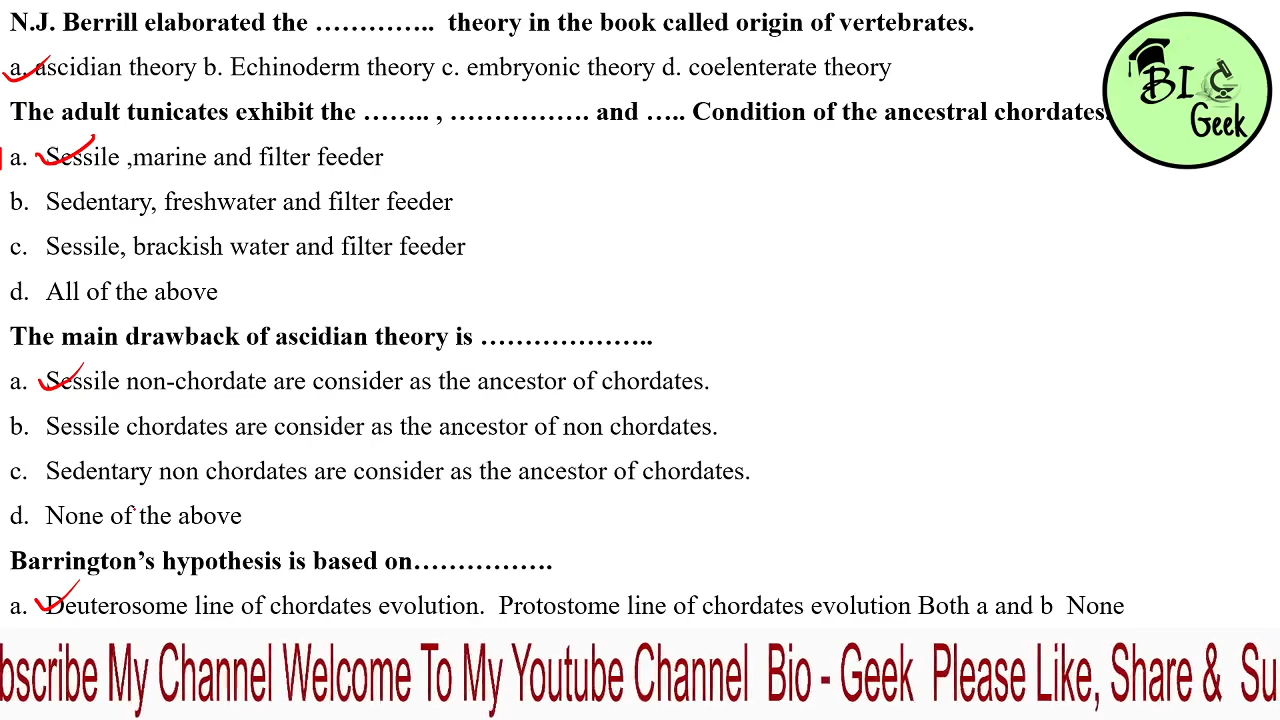 N.J. Berrill elaborated the ………….. theory in the book called origin of vertebrates.
a. ascidian theory b. Echinoderm theory c. embryonic theory d. coelenterate theory
The adult tunicates exhibit the …….. , ……………. and ….. Condition of the ancestral chordates.
a. Sessile ,marine and filter feeder
b. Sedentary, freshwater and filter feeder
c. Sessile, brackish water and filter feeder
d. All of the above
The main drawback of ascidian theory is ………………..
a. Sessile non-chordate are consider as the ancestor of chordates.
b. Sessile chordates are consider as the ancestor of non chordates.
c. Sedentary non chordates are consider as the ancestor of chordates.
d. None of the above
Barrington’s hypothesis is based on…………….
a. Deuterosome line of chordates evolution. Protostome line of chordates evolution Both a and b None
bscribe My Channel Welcome To My Youtube Channel Bio - Geek Please Like, Share & Su
BI
Geek